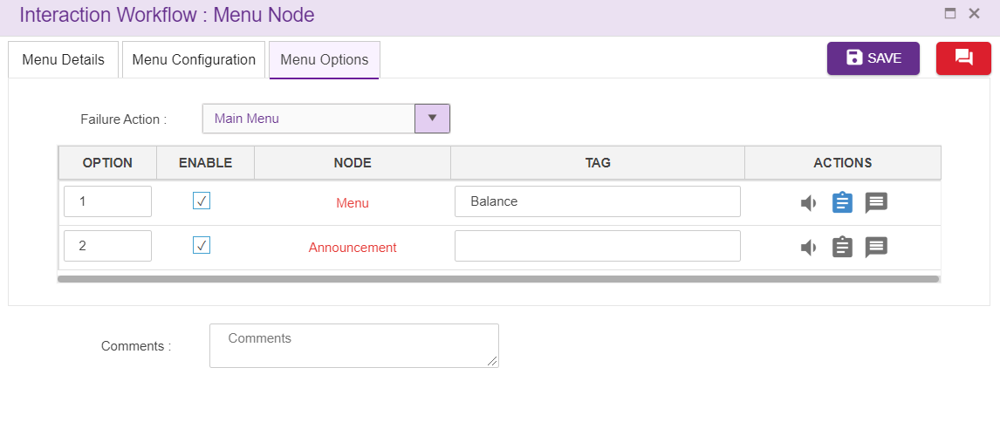 Interaction Workflow : Menu Node
Menu Details
Menu Configuration
Menu Options
SAVE
Failure Action :
Main Menu
OPTION ENABLE NODE TAG ACTIONS
1 Menu Balance
2 Announcement
Comments :
Comments